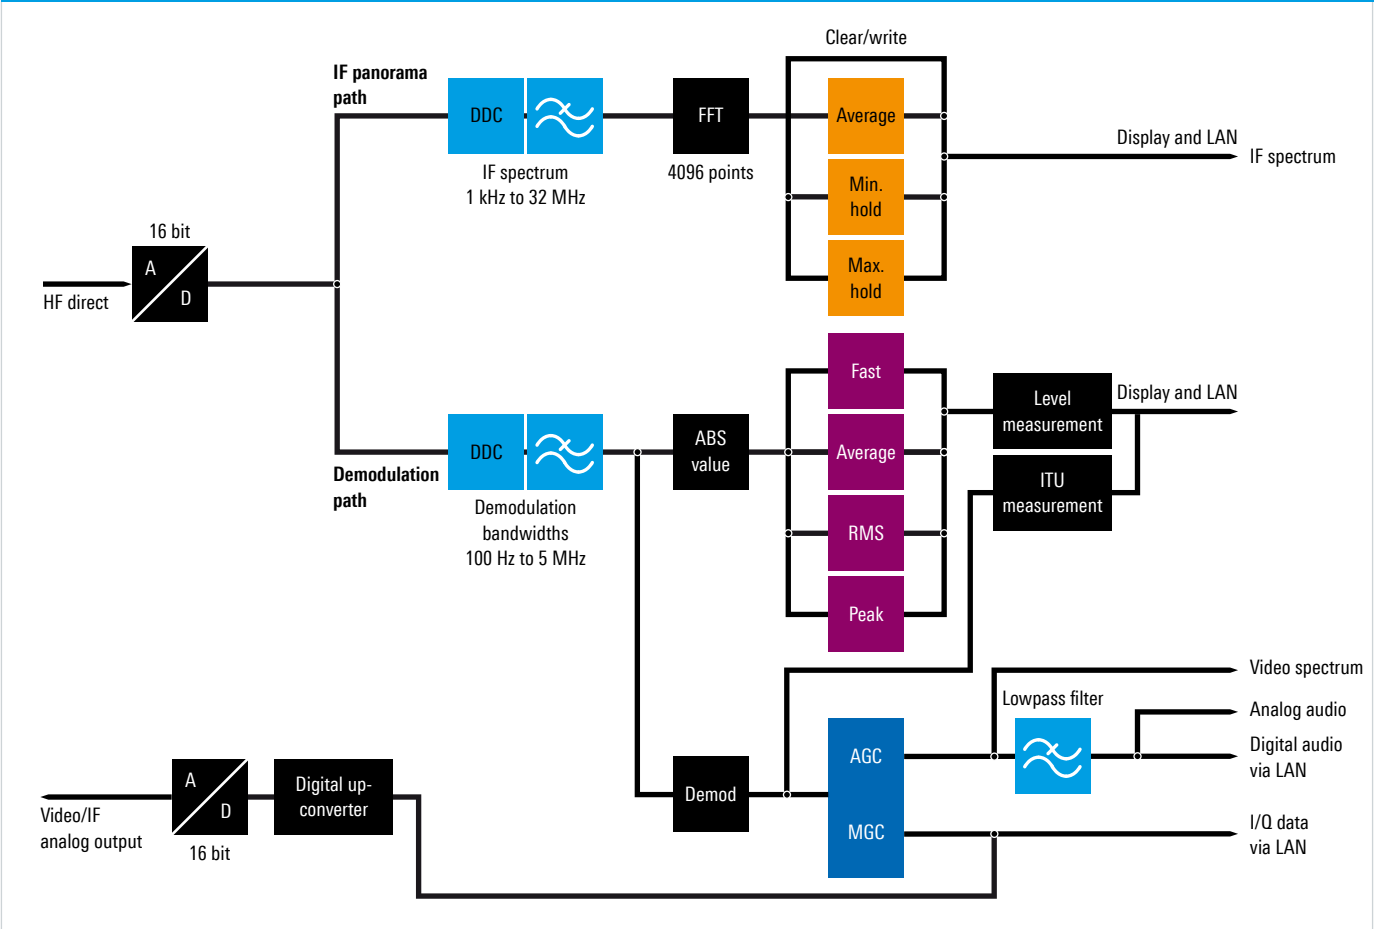 Clear/write
IF panorama
path
DDC
FFT
Average
IF spectrum
1 kHz to 32 MHz
4096 points
Min.
hold
Max.
hold
Display and LAN
IF spectrum
16 bit
A
D
HF direct
Fast
Demodulation
path
DDC
ABS
value
Average
Level
measurement
Display and LAN
ITU
measurement
Demodulation
bandwidths
100 Hz to 5 MHz
RMS
Peak
Video spectrum
Lowpass filter
Analog audio
Digital audio
via LAN
AGC
Demod
MGC
I/Q data
via LAN
A
D
Digital up-
converter
Video/IF
analog output
16 bit